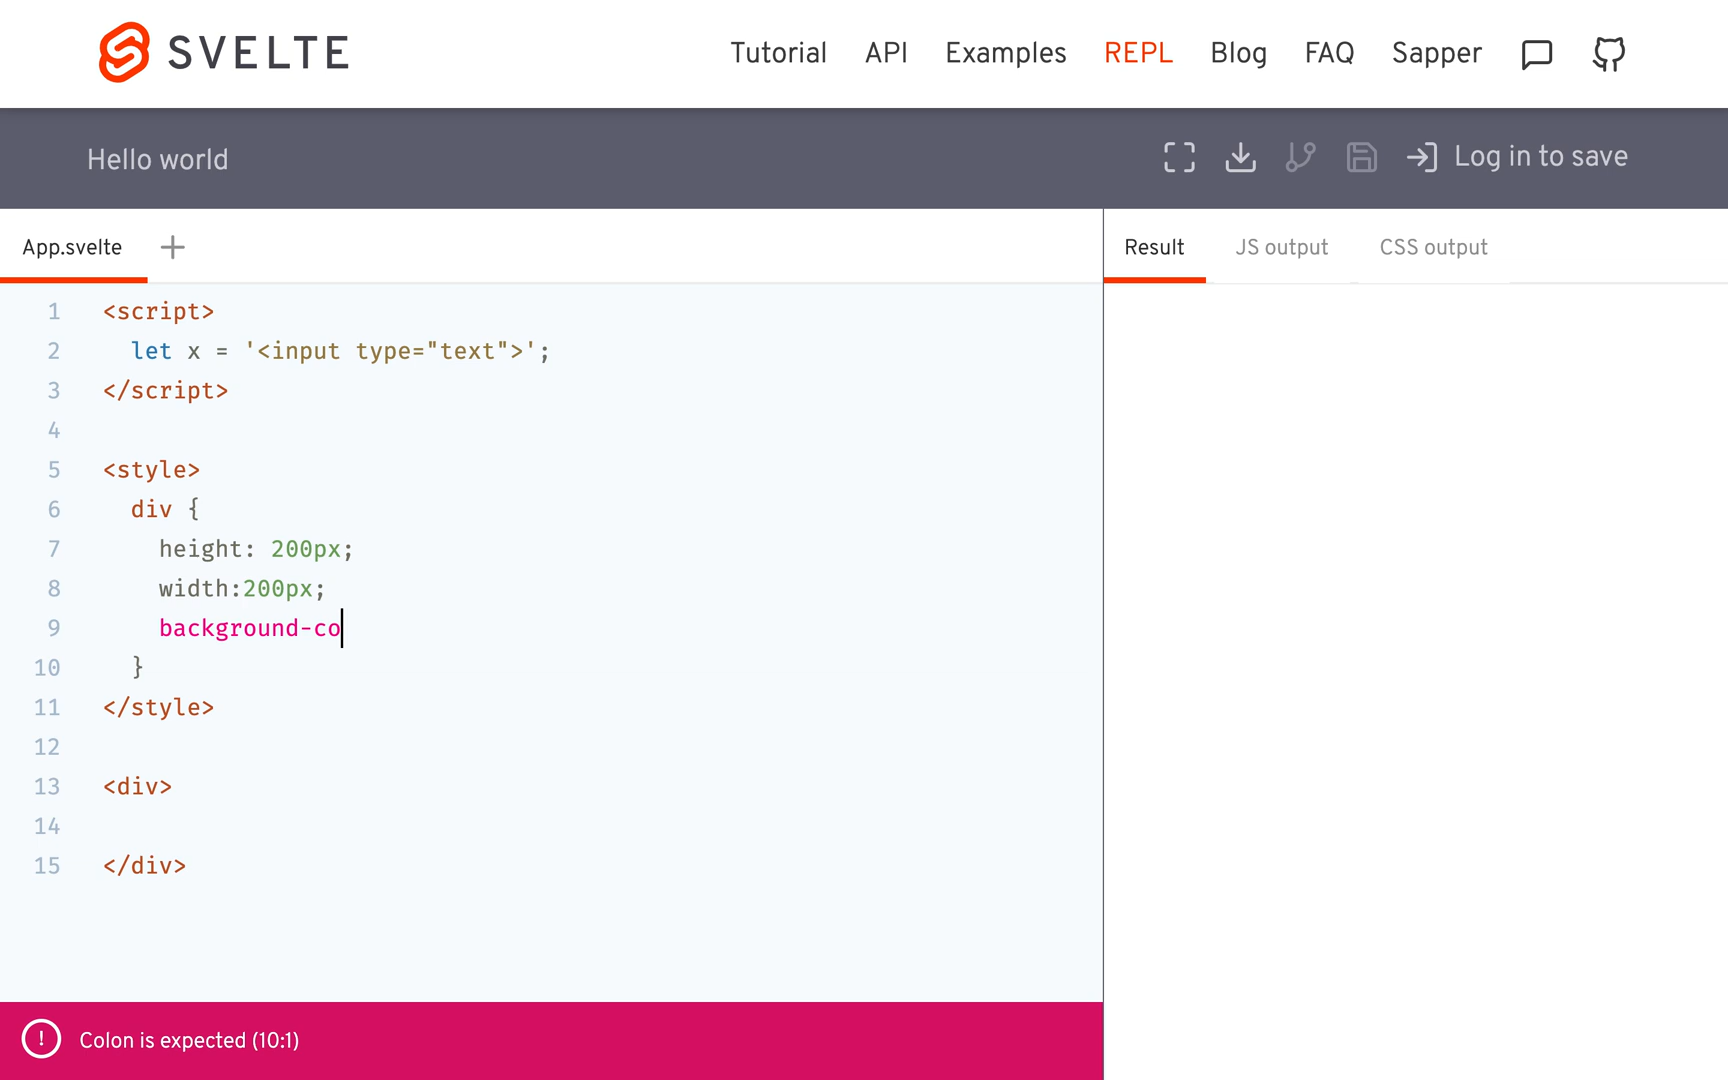 SVELTE
Tutorial API Examples REPL Blog FAQ Sapper
Hello world
Log in to save
App.svelte +
Result JS output CSS output
1 <script>
2 let x = '<input type="text">';
3 </script>
4
5 <style>
6 div {
7 height: 200px;
8 width:200px;
9 background-co
10 }
11 </style>
12
13 <div>
14
15 </div>
! Colon is expected (10:1)